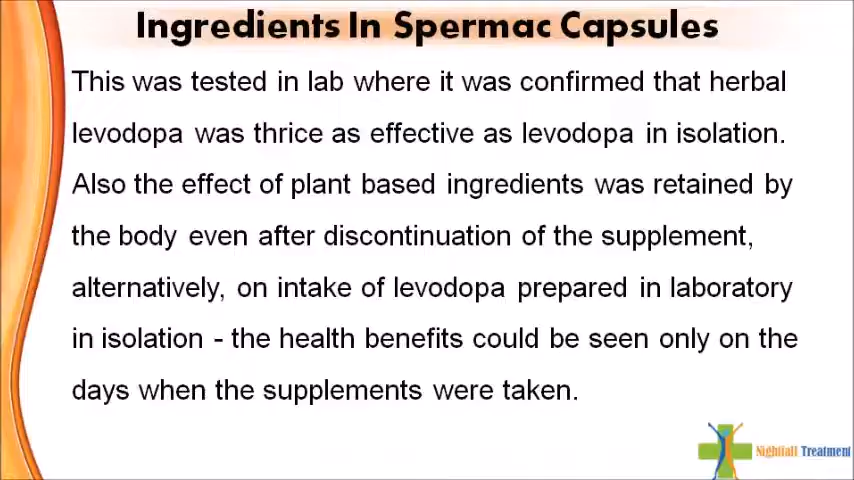 Ingredients In Spermac Capsules
This was tested in lab where it was confirmed that herbal
levodopa was thrice as effective as levodopa in isolation.
Also the effect of plant based ingredients was retained by
the body even after discontinuation of the supplement,
alternatively, on intake of levodopa prepared in laboratory
in isolation - the health benefits could be seen only on the
days when the supplements were taken.
Nightfall Treatment